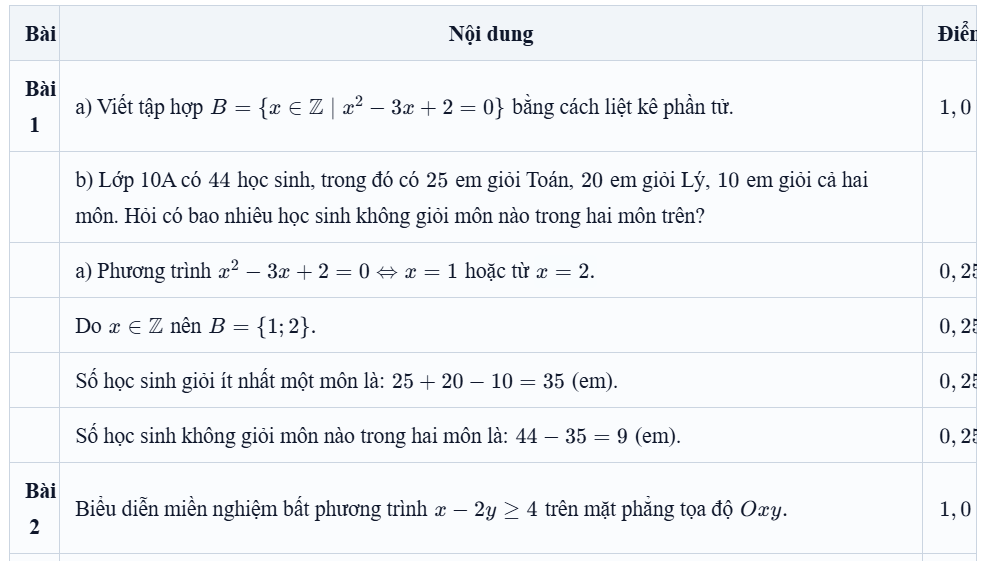 Bài Nội dung Điển
Bài 1 a) Viết tập hợp B = {x ∈ ℤ | x² − 3x + 2 = 0} bằng cách liệt kê phần tử. 1, 0
b) Lớp 10A có 44 học sinh, trong đó có 25 em giỏi Toán, 20 em giỏi Lý, 10 em giỏi cả hai
môn. Hỏi có bao nhiêu học sinh không giỏi môn nào trong hai môn trên?
a) Phương trình x² − 3x + 2 = 0 ⇔ x = 1 hoặc từ x = 2. 0, 25
Do x ∈ ℤ nên B = {1; 2}. 0, 25
Số học sinh giỏi ít nhất một môn là: 25 + 20 − 10 = 35 (em). 0, 25
Số học sinh không giỏi môn nào trong hai môn là: 44 − 35 = 9 (em). 0, 25
Bài 2 Biểu diễn miền nghiệm bất phương trình x − 2y ≥ 4 trên mặt phẳng tọa độ Oxy. 1, 0